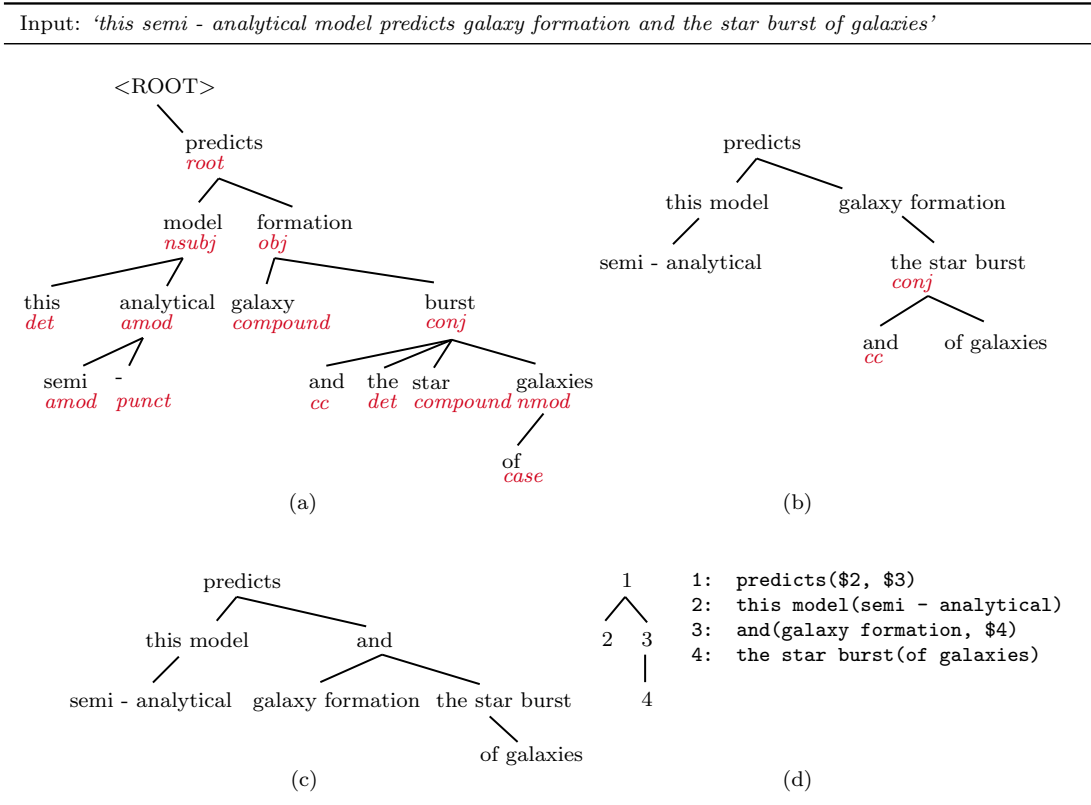 Input: ‘this semi - analytical model predicts galaxy formation and the star burst of galaxies’
<ROOT>
predicts
root
model formation
nsubj obj
this analytical galaxy burst
det amod compound conj
semi - and the star galaxies
amod punct cc det compound nmod
of
case
(a)
predicts
this model galaxy formation
semi - analytical the star burst
conj
and of galaxies
cc
(b)
predicts
this model and
semi - analytical galaxy formation the star burst
of galaxies
(c)
1
2 3
4
1: predicts($2, $3)
2: this model(semi - analytical)
3: and(galaxy formation, $4)
4: the star burst(of galaxies)
(d)